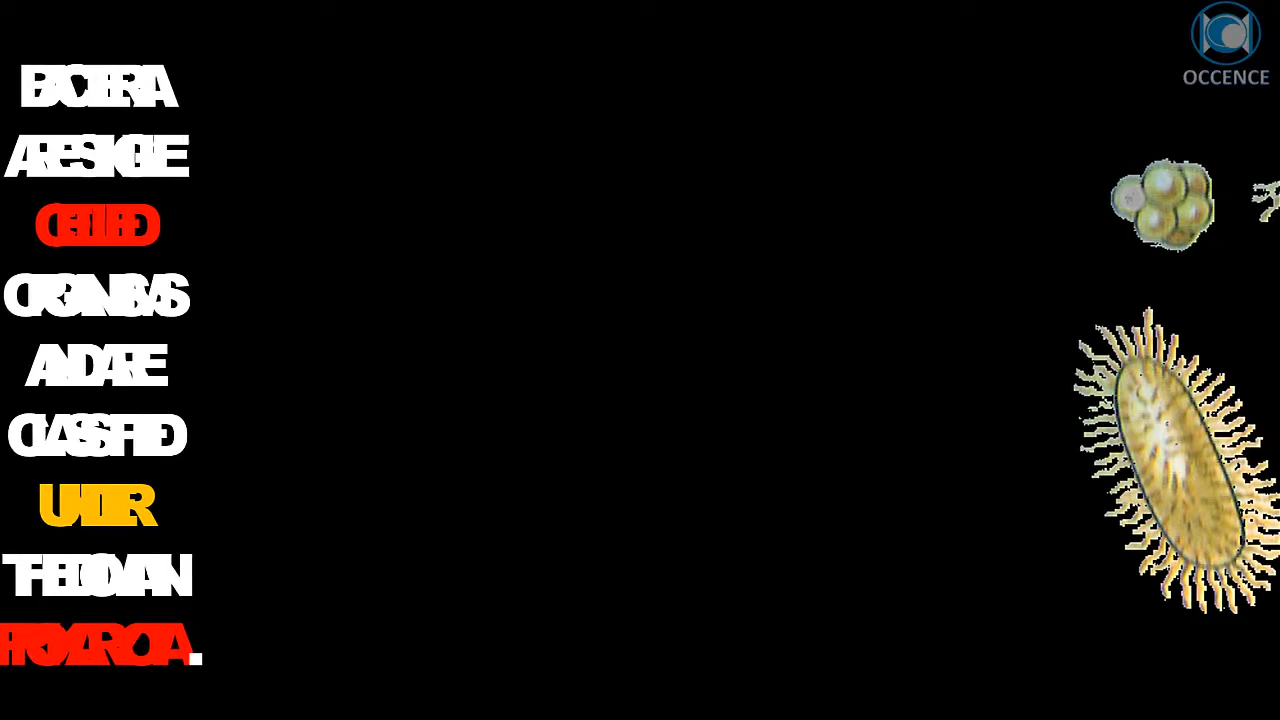 OCCENCE
BACTERIA
ARE SINGLE
CELLED
ORGANISMS
AND ARE
CLASSIFIED
UNDER
THE DOMAIN
PROKARYOTA.